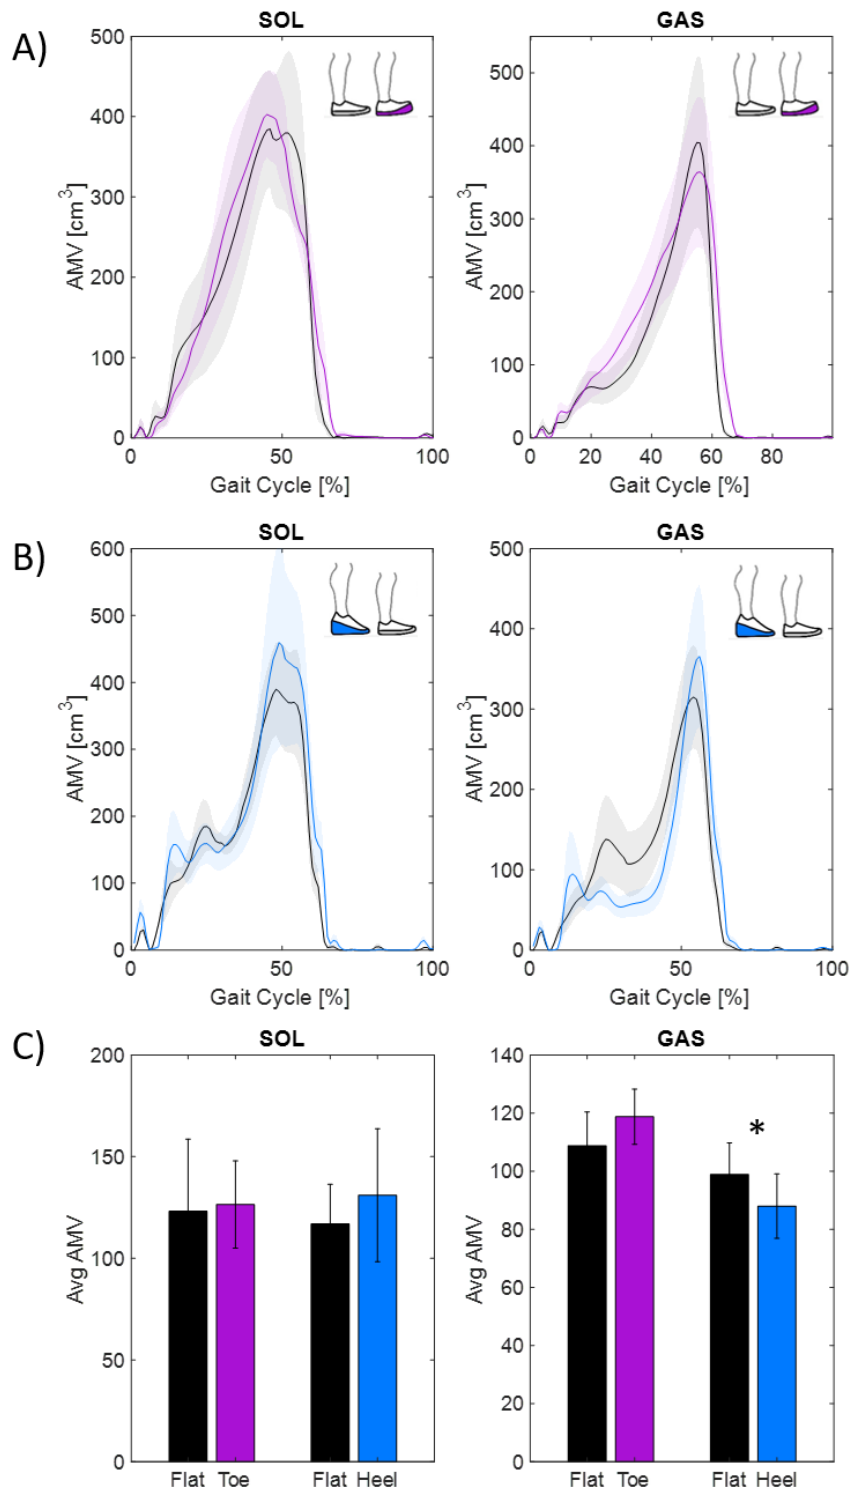 A)
SOL
GAS
500
400
300
200
100
0
AMV [cm³]
0 50 100
Gait Cycle [%]
500
400
300
200
100
0
AMV [cm³]
0 20 40 60 80
Gait Cycle [%]
B)
SOL
GAS
600
500
400
300
200
100
0
AMV [cm³]
0 50 100
Gait Cycle [%]
500
400
300
200
100
0
AMV [cm³]
0 50 100
Gait Cycle [%]
C)
SOL
GAS
200
150
100
50
0
Avg AMV
Flat Toe Flat Heel
140
120
100
80
60
40
20
0
Avg AMV
*
Flat Toe Flat Heel